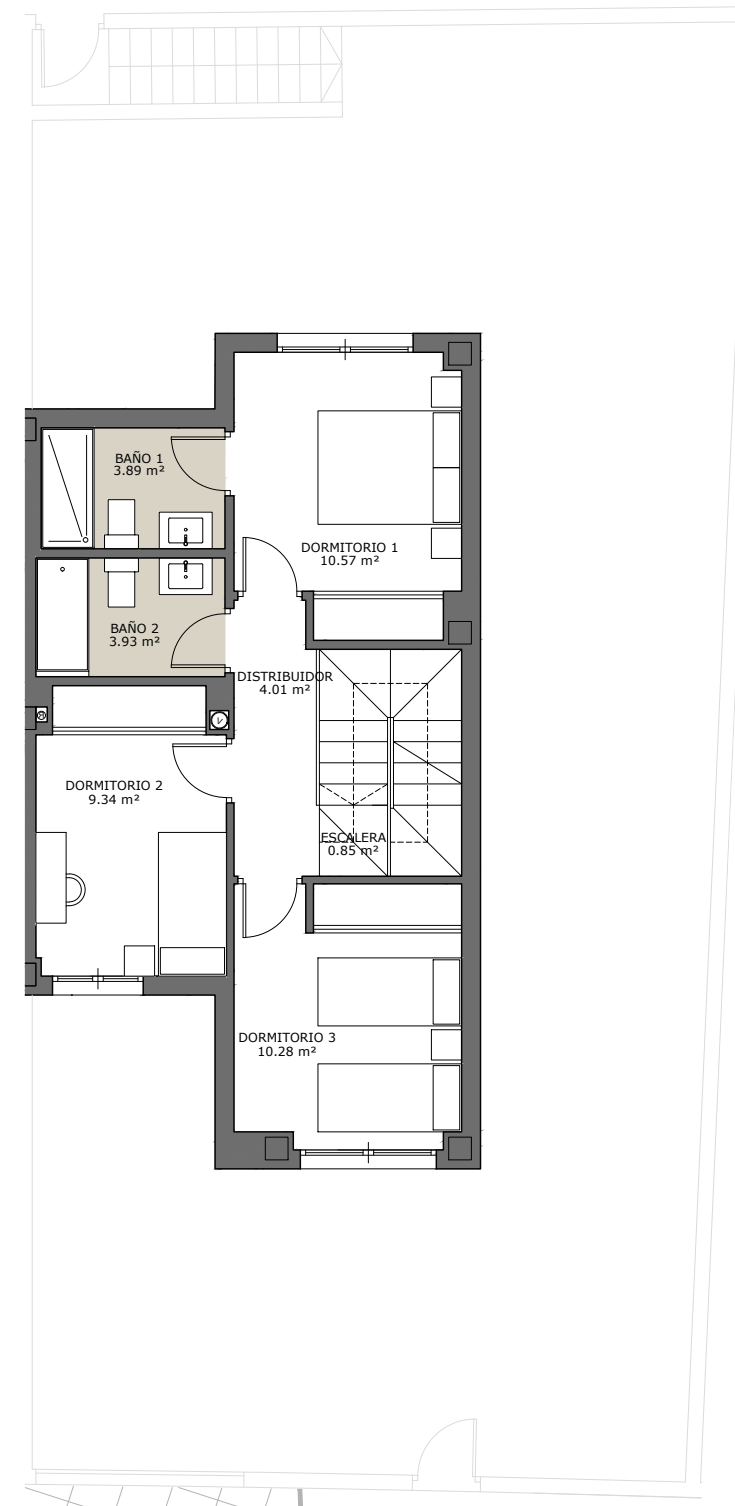 BAÑO 1
3.89 m²
DORMITORIO 1
10.57 m²
BAÑO 2
3.93 m²
DISTRIBUIDOR
4.01 m²
DORMITORIO 2
9.34 m²
ESCALERA
0.85 m²
DORMITORIO 3
10.28 m²